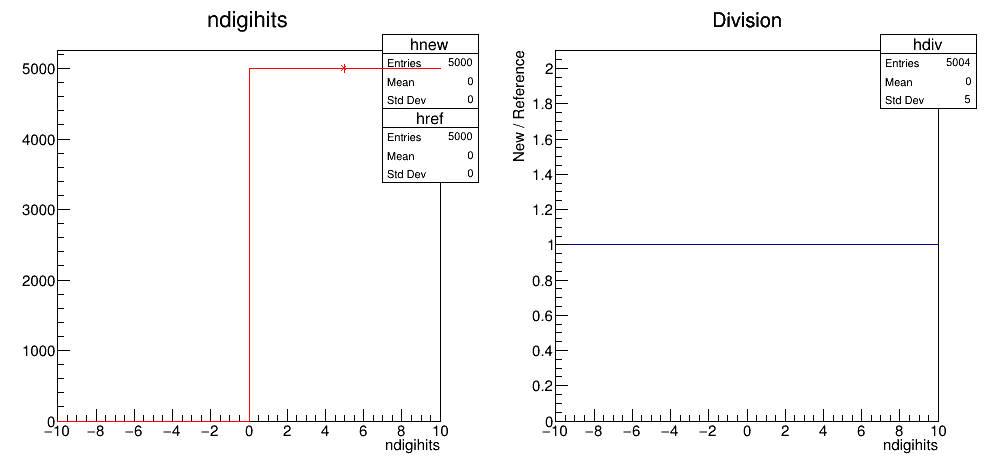 ndigihits
hnew
Entries 5000
Mean 0
Std Dev 0
href
Entries 5000
Mean 0
Std Dev 0
5000
4000
3000
2000
1000
0
−10 −8 −6 −4 −2 0 2 4 6 8 10
ndigihits
Division
hdiv
Entries 5004
Mean 0
Std Dev 5
New / Reference
2
1.8
1.6
1.4
1.2
1
0.8
0.6
0.4
0.2
0
−10 −8 −6 −4 −2 0 2 4 6 8 10
ndigihits